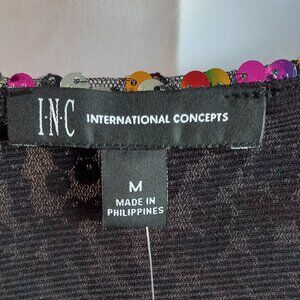 I·N·C INTERNATIONAL CONCEPTS
M
MADE IN
PHILIPPINES